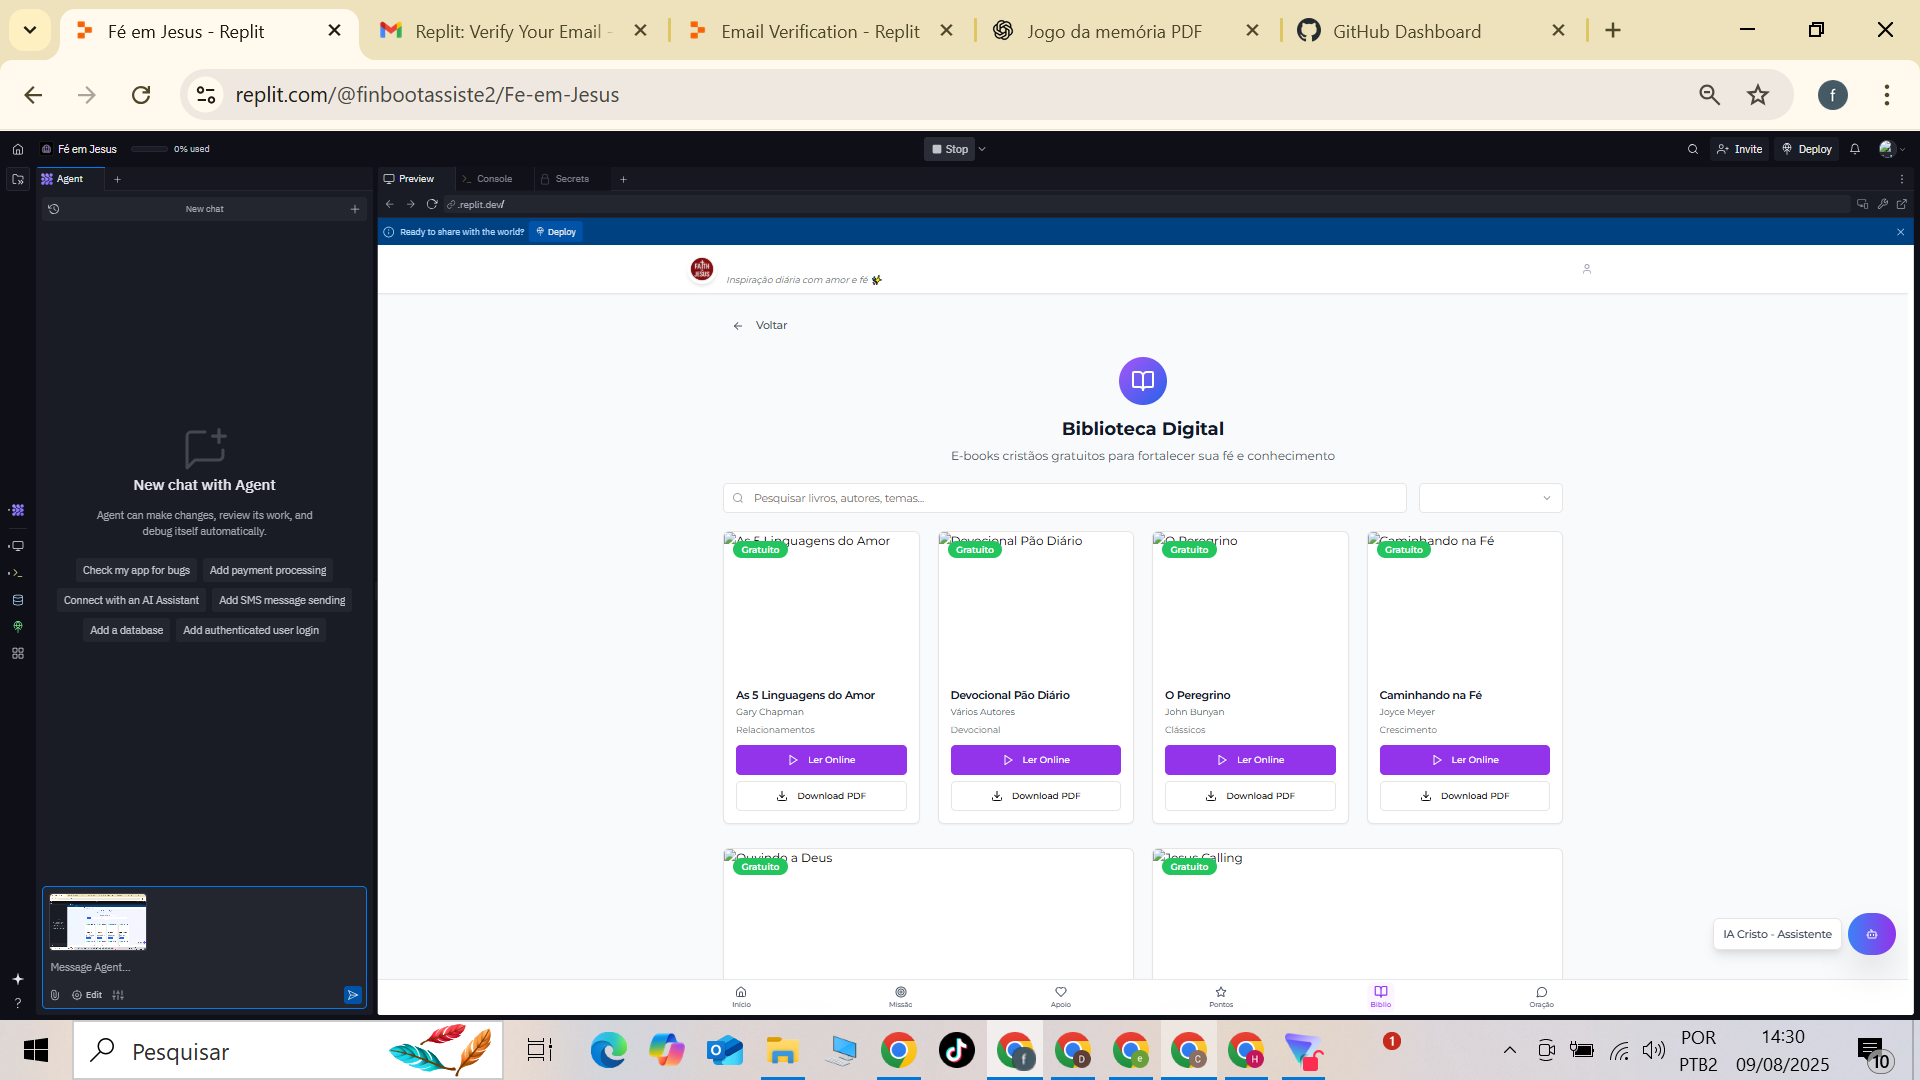 Fé em Jesus - Replit
Replit: Verify Your Email -
Email Verification - Replit
Jogo da memória PDF
GitHub Dashboard
replit.com/@finbootassiste2/Fe-em-Jesus
f
Fé em Jesus
0% used
Stop
Invite
Deploy
Agent
Preview
Console
Secrets
New chat
.replit.dev/
Ready to share with the world?
Deploy
FAITH
JESUS
Inspiração diária com amor e fé
Voltar
Biblioteca Digital
E-books cristãos gratuitos para fortalecer sua fé e conhecimento
Pesquisar livros, autores, temas...
New chat with Agent
Agent can make changes, review its work, and
debug itself automatically.
Check my app for bugs
Add payment processing
Connect with an AI Assistant
Add SMS message sending
Add a database
Add authenticated user login
As 5 Linguagens do Amor
Gratuito
Devocional Pão Diário
Gratuito
O Peregrino
Gratuito
Caminhando na Fé
Gratuito
As 5 Linguagens do Amor
Gary Chapman
Relacionamentos
Ler Online
Download PDF
Devocional Pão Diário
Vários Autores
Devocional
Ler Online
Download PDF
O Peregrino
John Bunyan
Clássicos
Ler Online
Download PDF
Caminhando na Fé
Joyce Meyer
Crescimento
Ler Online
Download PDF
Ouvindo a Deus
Gratuito
Jesus Calling
Gratuito
IA Cristo - Assistente
Message Agent...
Edit
?
Início
Missão
Apoio
Pontos
Biblio
Oração
Pesquisar
f
D
e
C
H
1
POR
PTB2
14:30
09/08/2025
10